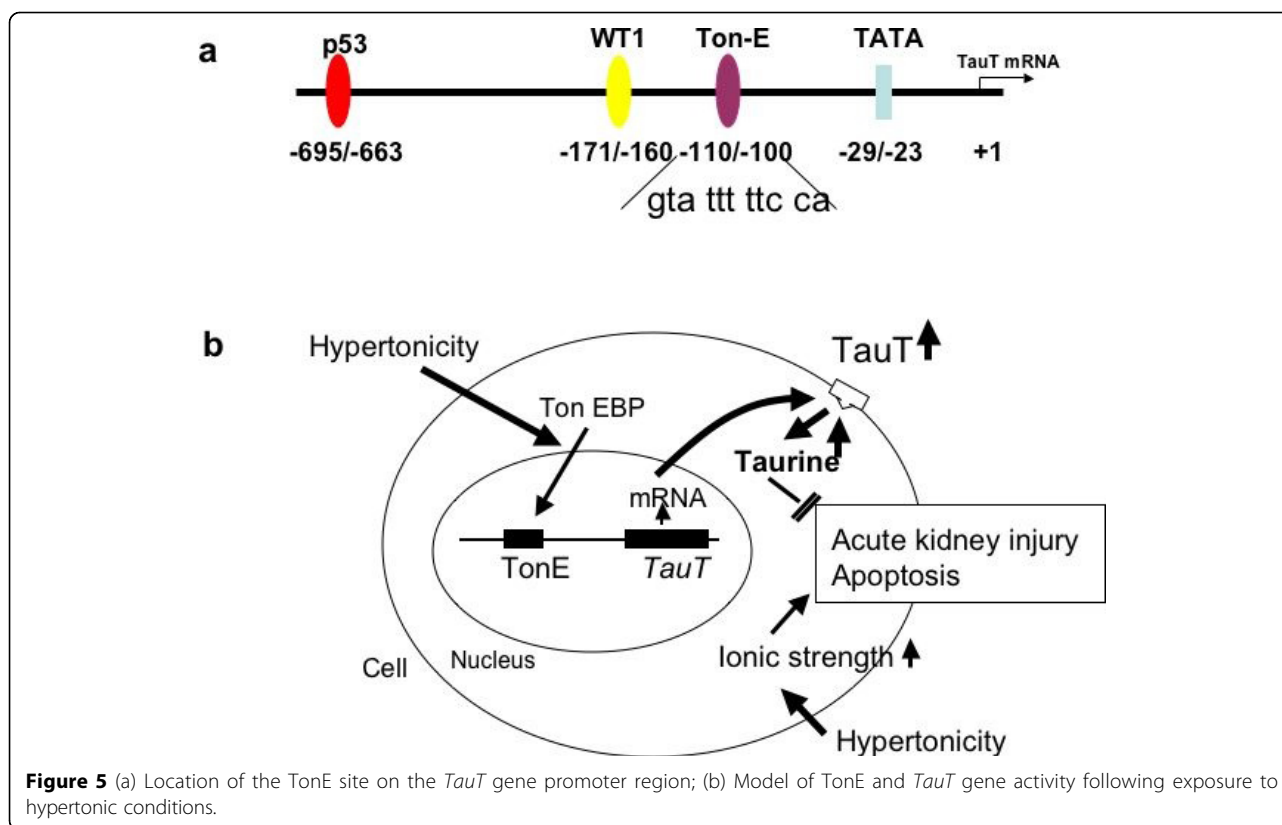 a
p53
WT1
Ton-E
TATA
TauT mRNA
-695/-663
-171/-160
-110/-100
-29/-23
+1
gta ttt ttc ca
b
Hypertonicity
TauT
Ton EBP
Taurine
mRNA
TonE
TauT
Acute kidney injury
Apoptosis
Ionic strength
Cell
Nucleus
Hypertonicity
Figure 5 (a) Location of the TonE site on the TauT gene promoter region; (b) Model of TonE and TauT gene activity following exposure to
hypertonic conditions.